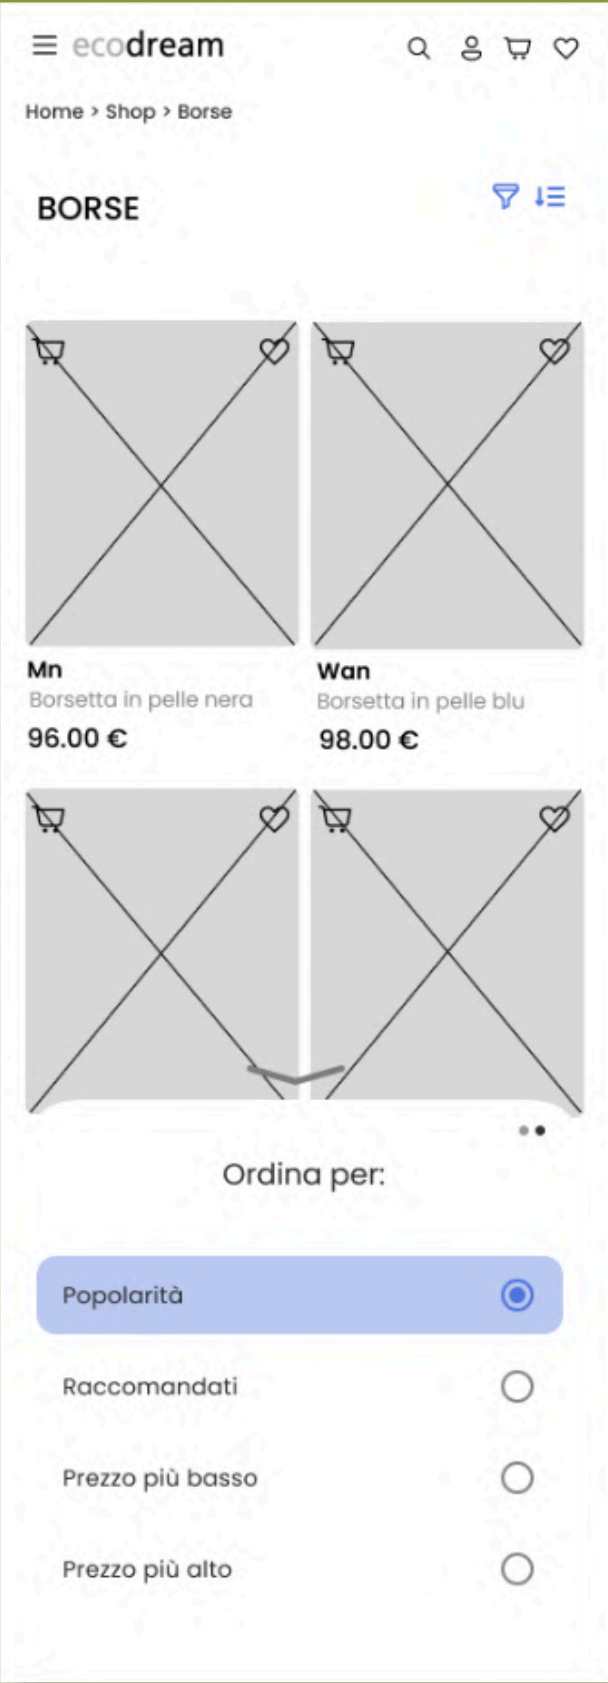 ecodream
Home > Shop > Borse
BORSE
Mn
Borsetta in pelle nera
96.00 €
Wan
Borsetta in pelle blu
98.00 €
Ordina per:
Popolarità
Raccomandati
Prezzo più basso
Prezzo più alto